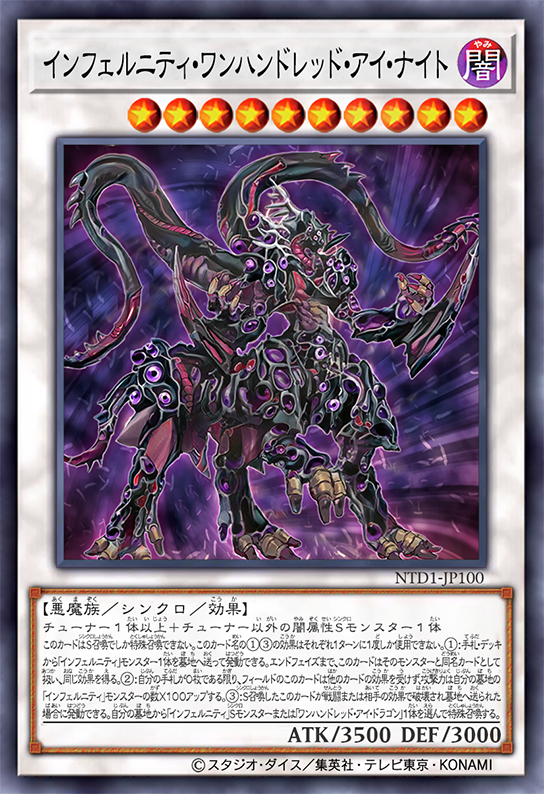 インフェルニティ・ワンハンドレッド・アイ・ナイト
闇
NTD1-JP100
【悪魔族/シンクロ/効果】
チューナー1体以上+チューナー以外の闇属性Sモンスター1体
このカードはS召喚でしか特殊召喚できない。このカード名の①③の効果はそれぞれ1ターンに1度しか使用できない。①:手札・デッキ
から「インフェルニティ」モンスター1体を墓地へ送って発動できる。エンドフェイズまで、このカードはそのモンスターと同名カードとして
扱い、同じ効果を得る。②:自分の手札が0枚である限り、フィールドのこのカードは他のカードの効果を受けず、攻撃力は自分の墓地の
「インフェルニティ」モンスターの数×100アップする。③:S召喚したこのカードが戦闘または相手の効果で破壊され墓地へ送られた
場合に発動できる。自分の墓地から「インフェルニティ」Sモンスターまたは「ワンハンドレッド・アイ・ドラゴン」1体を選んで特殊召喚する。
ATK/3500 DEF/3000
©スタジオ・ダイス/集英社・テレビ東京・KONAMI